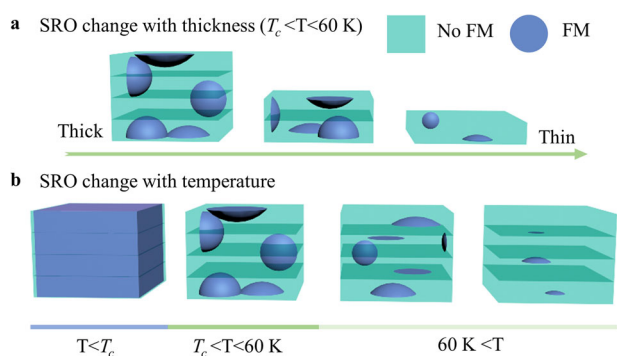 a SRO change with thickness (Tc<T<60 K)
No FM
FM
Thick
Thin
b SRO change with temperature
T<Tc
Tc<T<60 K
60 K <T